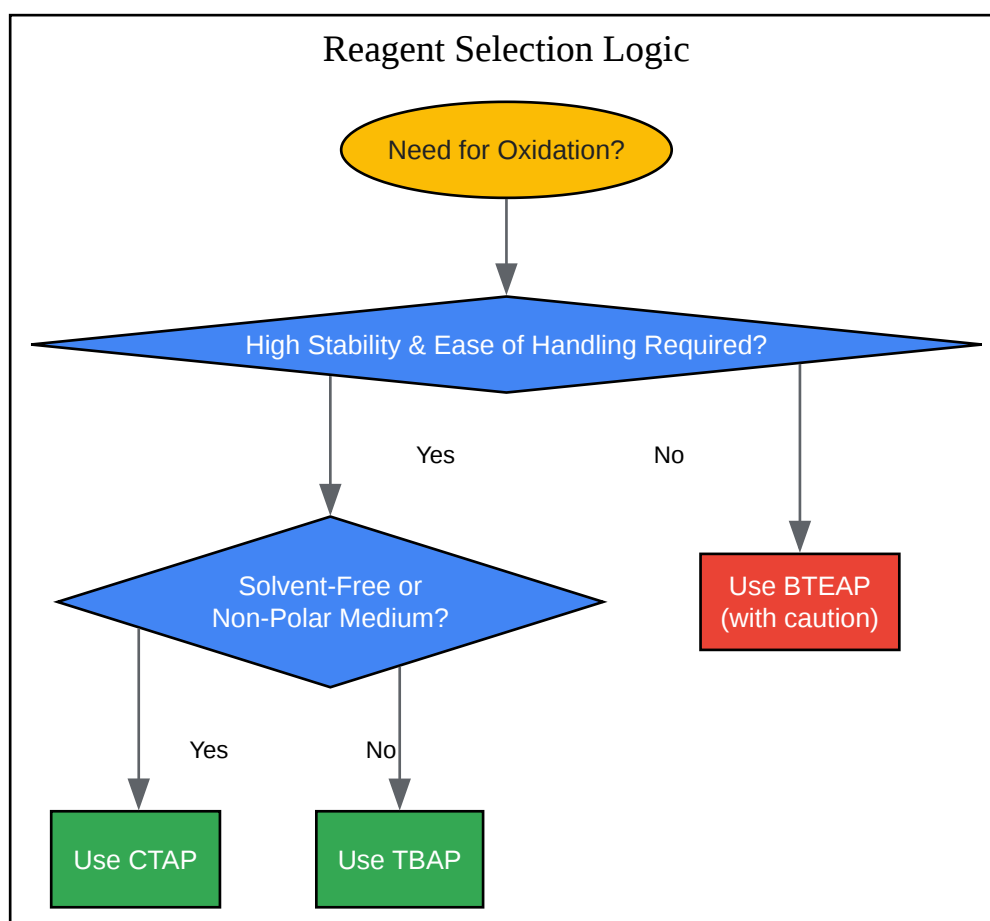 Reagent Selection Logic
Need for Oxidation?
High Stability & Ease of Handling Required?
Yes
No
Solvent-Free or
Non-Polar Medium?
Use BTEAP
(with caution)
Yes
No
Use CTAP
Use TBAP